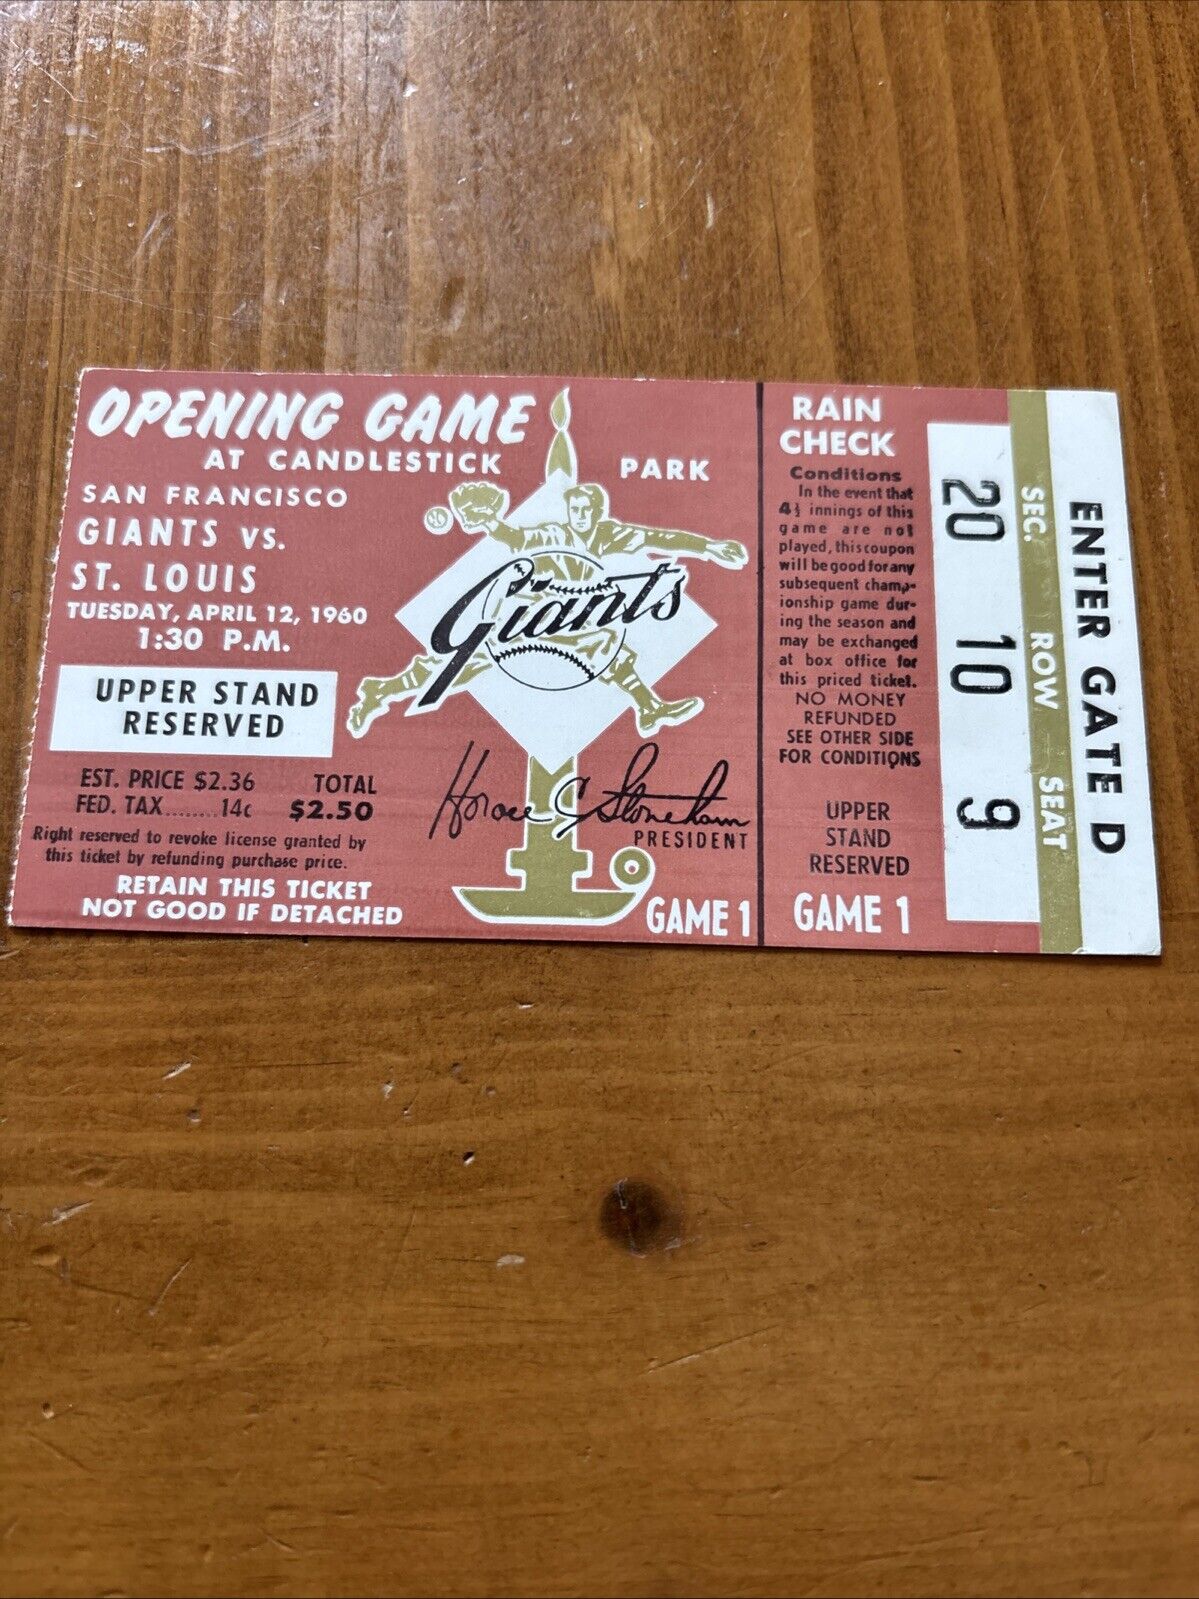 OPENING GAME
AT CANDLESTICK PARK
SAN FRANCISCO
GIANTS VS.
ST. LOUIS
TUESDAY, APRIL 12, 1960
1:30 P.M.
UPPER STAND
RESERVED
EST. PRICE $2.36
FED. TAX........14c
TOTAL
$2.50
Right reserved to revoke license granted by
this ticket by refunding purchase price.
RETAIN THIS TICKET
NOT GOOD IF DETACHED
Giants
Horace C Stoneham
PRESIDENT
GAME 1
RAIN
CHECK
Conditions
In the event that
4½ innings of this
game are not
played, this coupon
will be good for any
subsequent champ-
ionship game dur-
ing the season and
may be exchanged
at box office for
this priced ticket.
NO MONEY
REFUNDED
SEE OTHER SIDE
FOR CONDITIONS
UPPER
STAND
RESERVED
GAME 1
20 10 9
SEC. ROW SEAT
ENTER GATE D